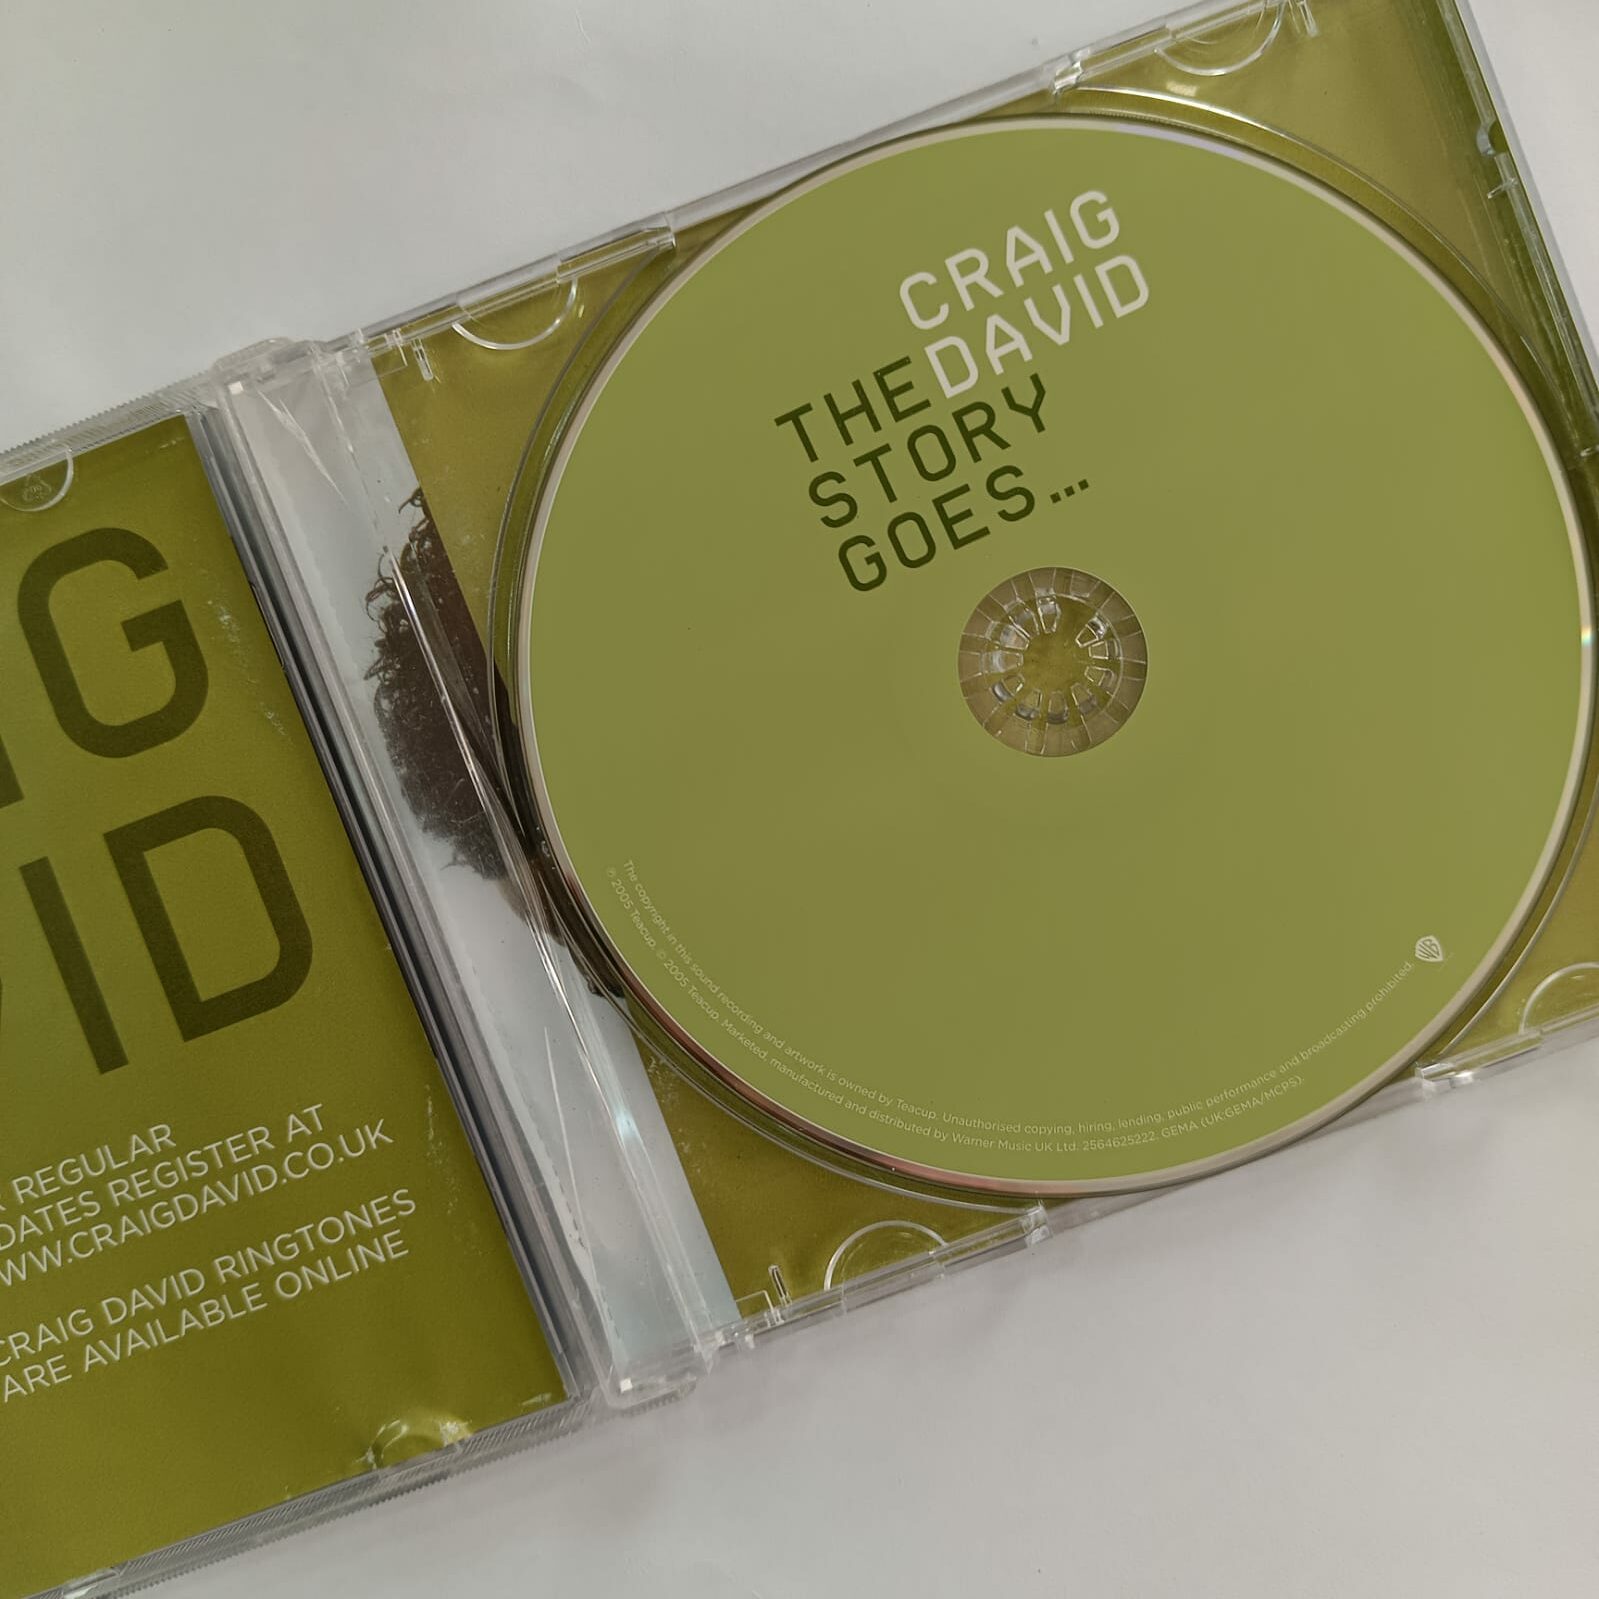 IG
ID
REGULAR
DATES REGISTER AT
WW.CRAIGDAVID.CO.UK
CRAIG DAVID RINGTONES
ARE AVAILABLE ONLINE
CRAIG
DAVID
THE
STORY
GOES...
The copyright in this sound recording and artwork is owned by Teacup. Unauthorised copying, hiring, lending, public performance and broadcasting prohibited.
℗ 2005 Teacup. © 2005 Teacup. Marketed, manufactured and distributed by Warner Music UK Ltd. 2564625222. GEMA (UK:GEMA/MCPS).
WB